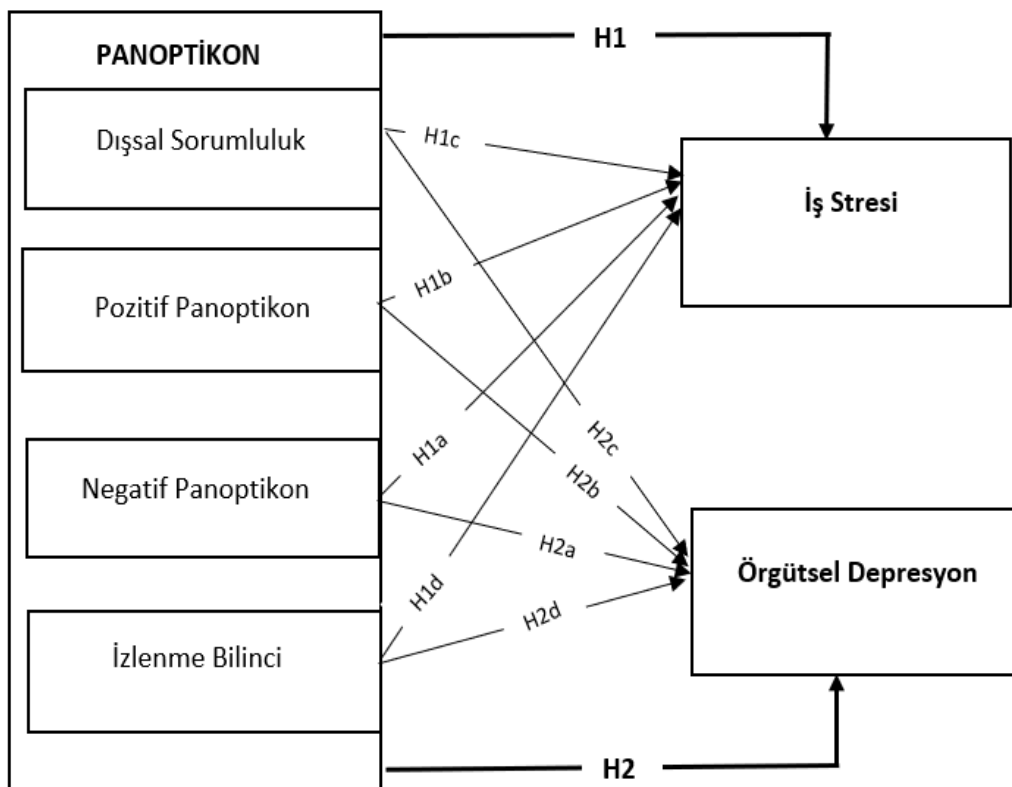 H1
PANOPTİKON
Dışsal Sorumluluk
H1c
İş Stresi
H1b
Pozitif Panoptikon
H1a
H2c
H2b
Negatif Panoptikon
H2a
Örgütsel Depresyon
H1d
H2d
İzlenme Bilinci
H2